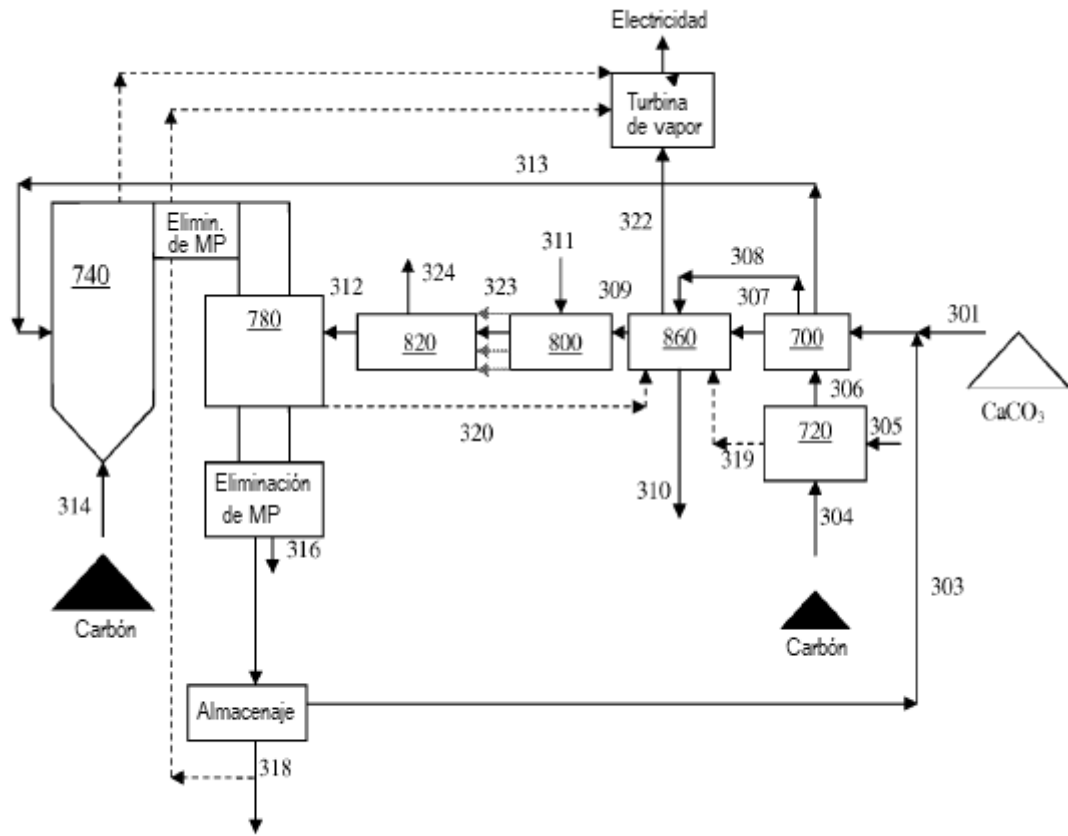 Electricidad
Turbina
de vapor
313
Elimin.
de MP
322
311
308
740
324
323
309
307
301
312
780
820
800
860
700
CaCO₃
306
320
319
720
305
Eliminación
de MP
310
314
304
316
303
Carbón
Carbón
Almacenaje
318